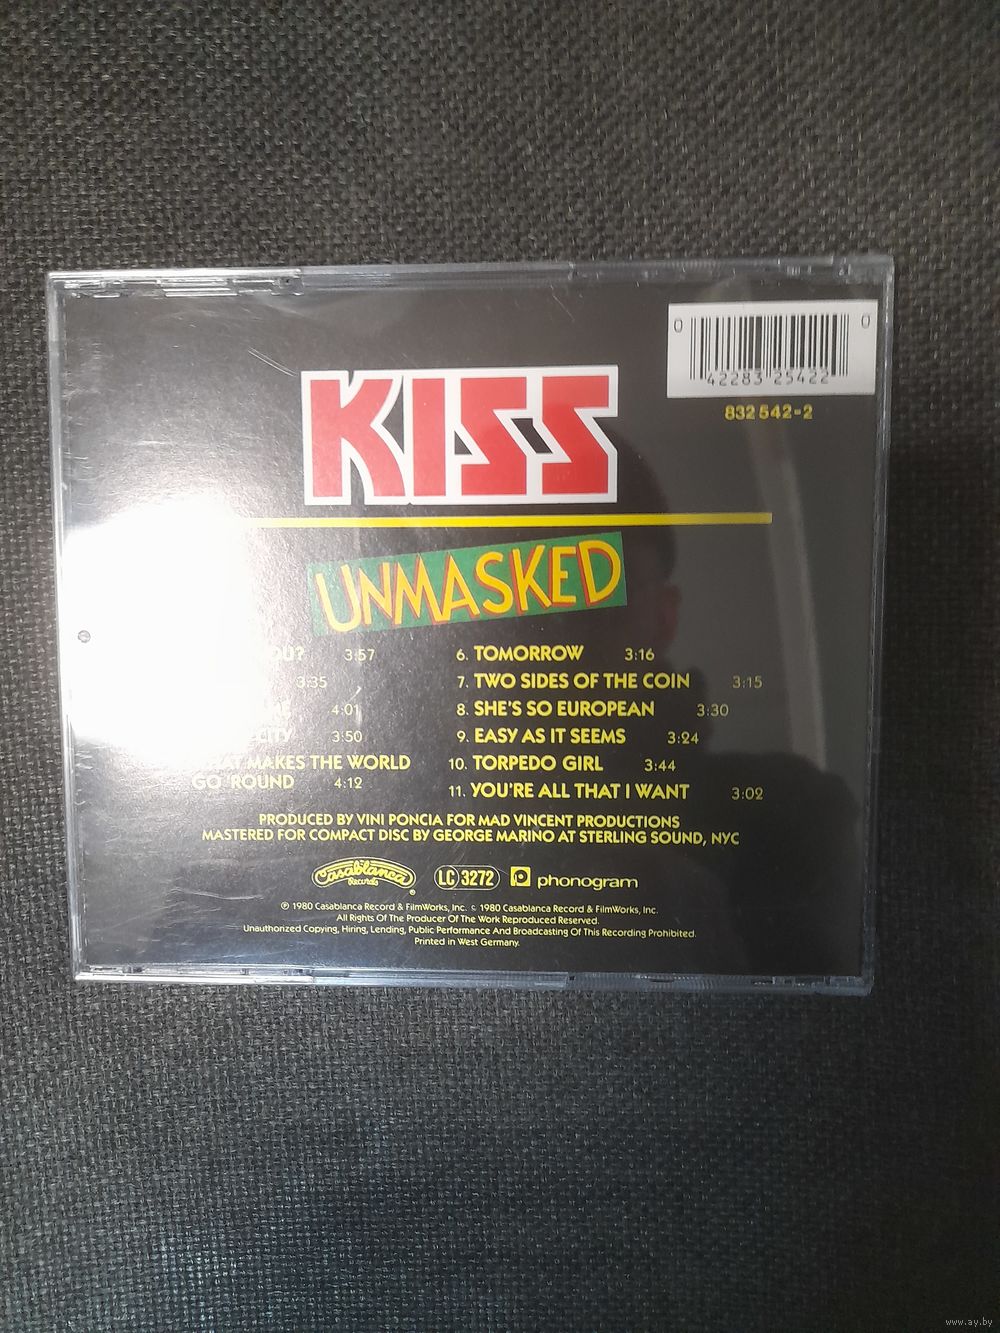 0 42283 25422 0
832 542-2
KISS
UNMASKED
3:57
3:35
4:01
3:50
MAKES THE WORLD
GO 'ROUND 4:12
6. TOMORROW 3:16
7. TWO SIDES OF THE COIN 3:15
8. SHE'S SO EUROPEAN 3:30
9. EASY AS IT SEEMS 3:24
10. TORPEDO GIRL 3:44
11. YOU'RE ALL THAT I WANT 3:02
PRODUCED BY VINI PONCIA FOR MAD VINCENT PRODUCTIONS
MASTERED FOR COMPACT DISC BY GEORGE MARINO AT STERLING SOUND, NYC
Casablanca Records ® LC 3272 phonogram
℗ 1980 Casablanca Record & FilmWorks, Inc. © 1980 Casablanca Record & FilmWorks, Inc.
All Rights Of The Producer Of The Work Reproduced Reserved.
Unauthorized Copying, Hiring, Lending, Public Performance And Broadcasting Of This Recording Prohibited.
Printed in West Germany.
www.ay.by